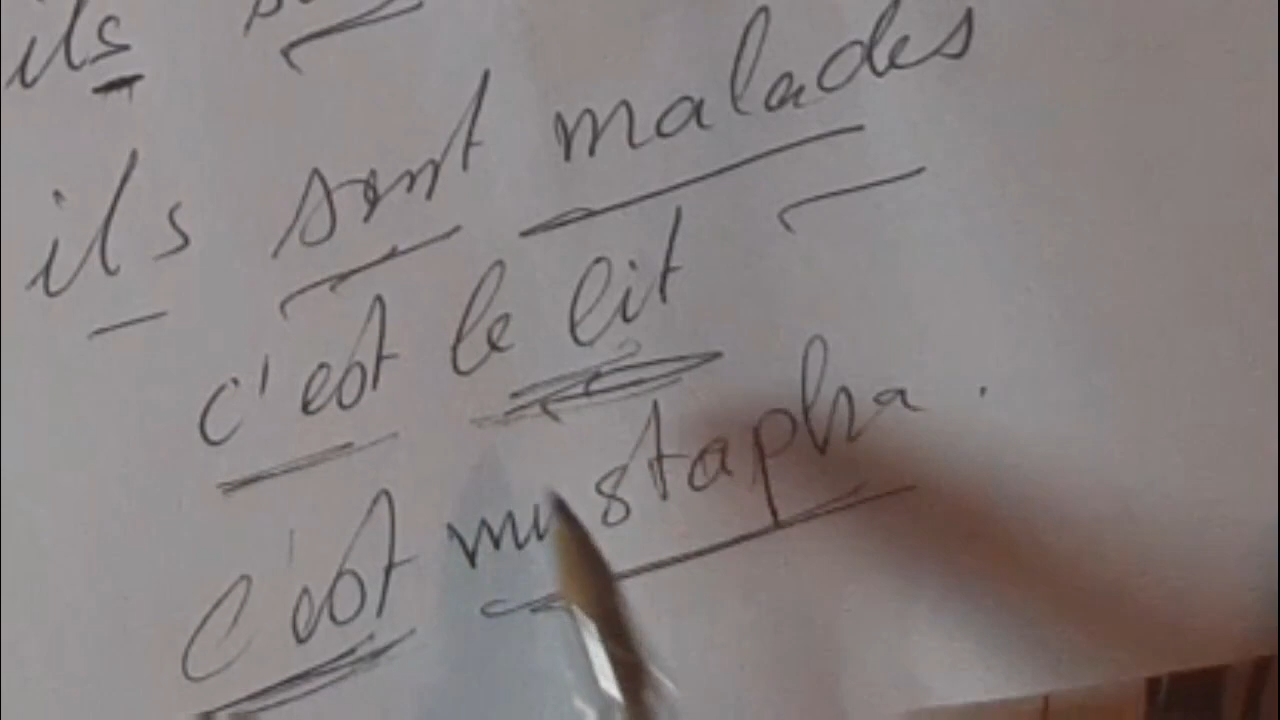 ils
ils sont malades
c'est le lit
c'est mustapha.